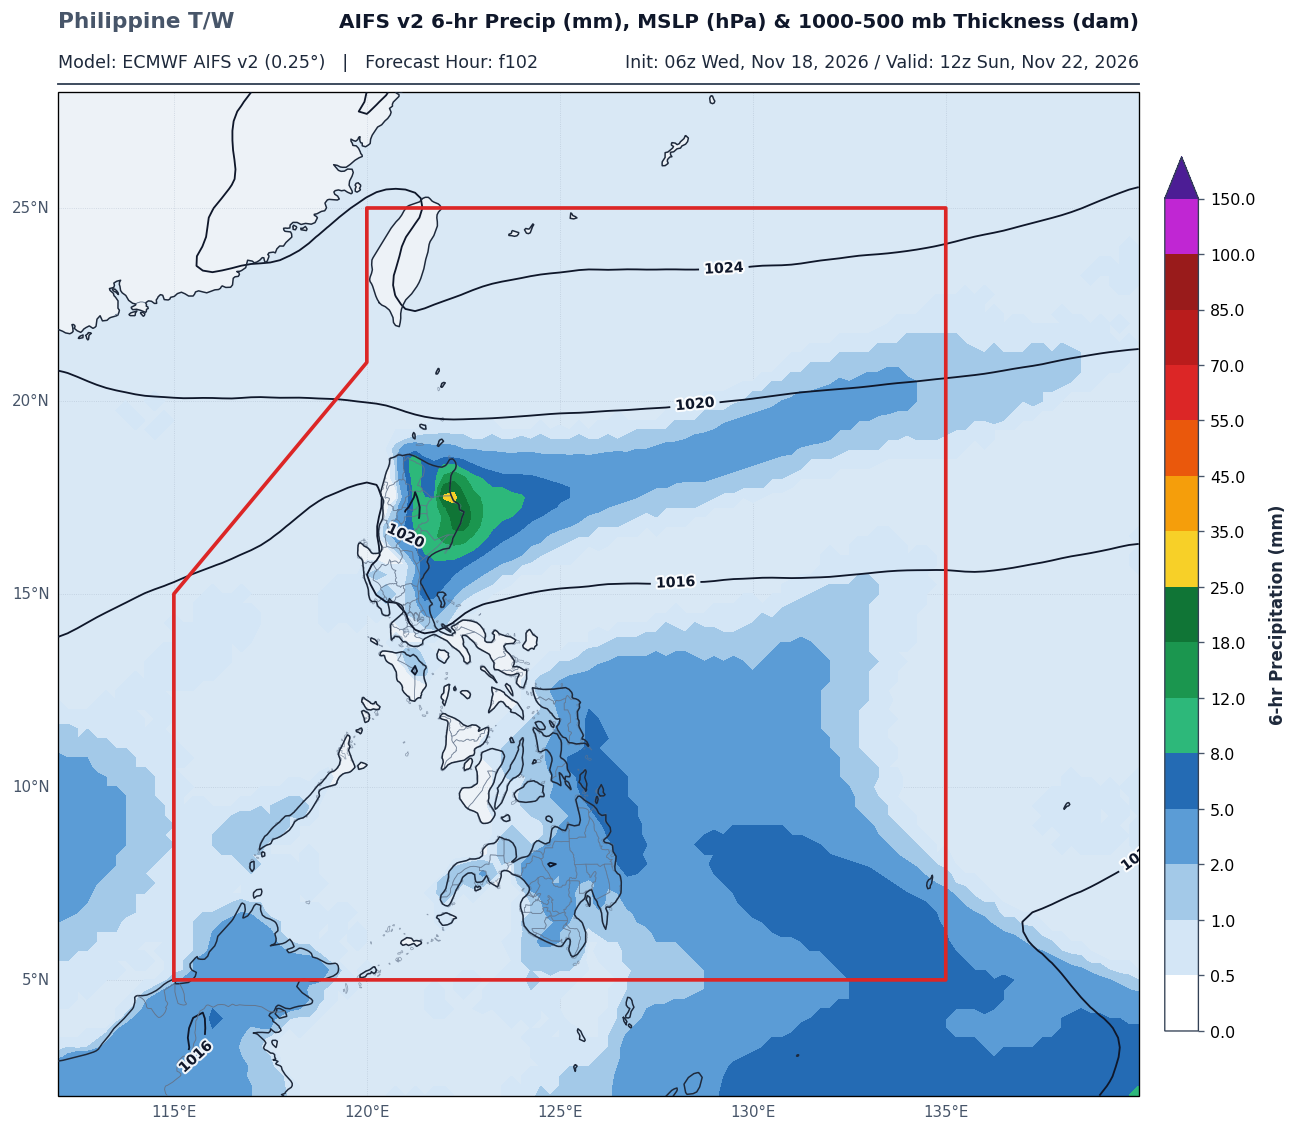 Philippine T/W
AIFS v2 6-hr Precip (mm), MSLP (hPa) & 1000-500 mb Thickness (dam)
Model: ECMWF AIFS v2 (0.25°) | Forecast Hour: f102
Init: 06z Wed, Nov 18, 2026 / Valid: 12z Sun, Nov 22, 2026
25°N
20°N
15°N
10°N
5°N
115°E
120°E
125°E
130°E
135°E
1024
1020
1020
1016
1016
150.0
100.0
85.0
70.0
55.0
45.0
35.0
25.0
18.0
12.0
8.0
5.0
2.0
1.0
0.5
0.0
6-hr Precipitation (mm)